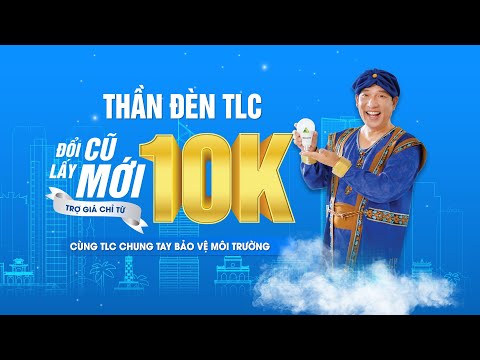 THẦN ĐÈN TLC
ĐỔI CŨ
LẤY MỚI
10K
TRỢ GIÁ CHỈ TỪ
CÙNG TLC CHUNG TAY BẢO VỆ MÔI TRƯỜNG